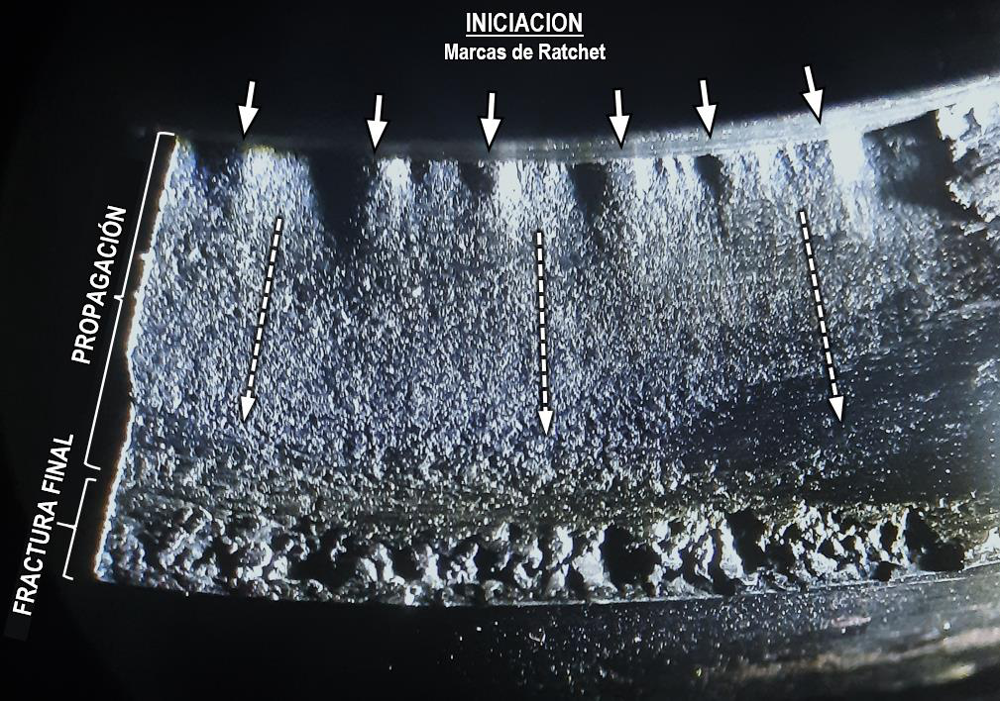 INICIACION
Marcas de Ratchet
PROPAGACIÓN
FRACTURA FINAL